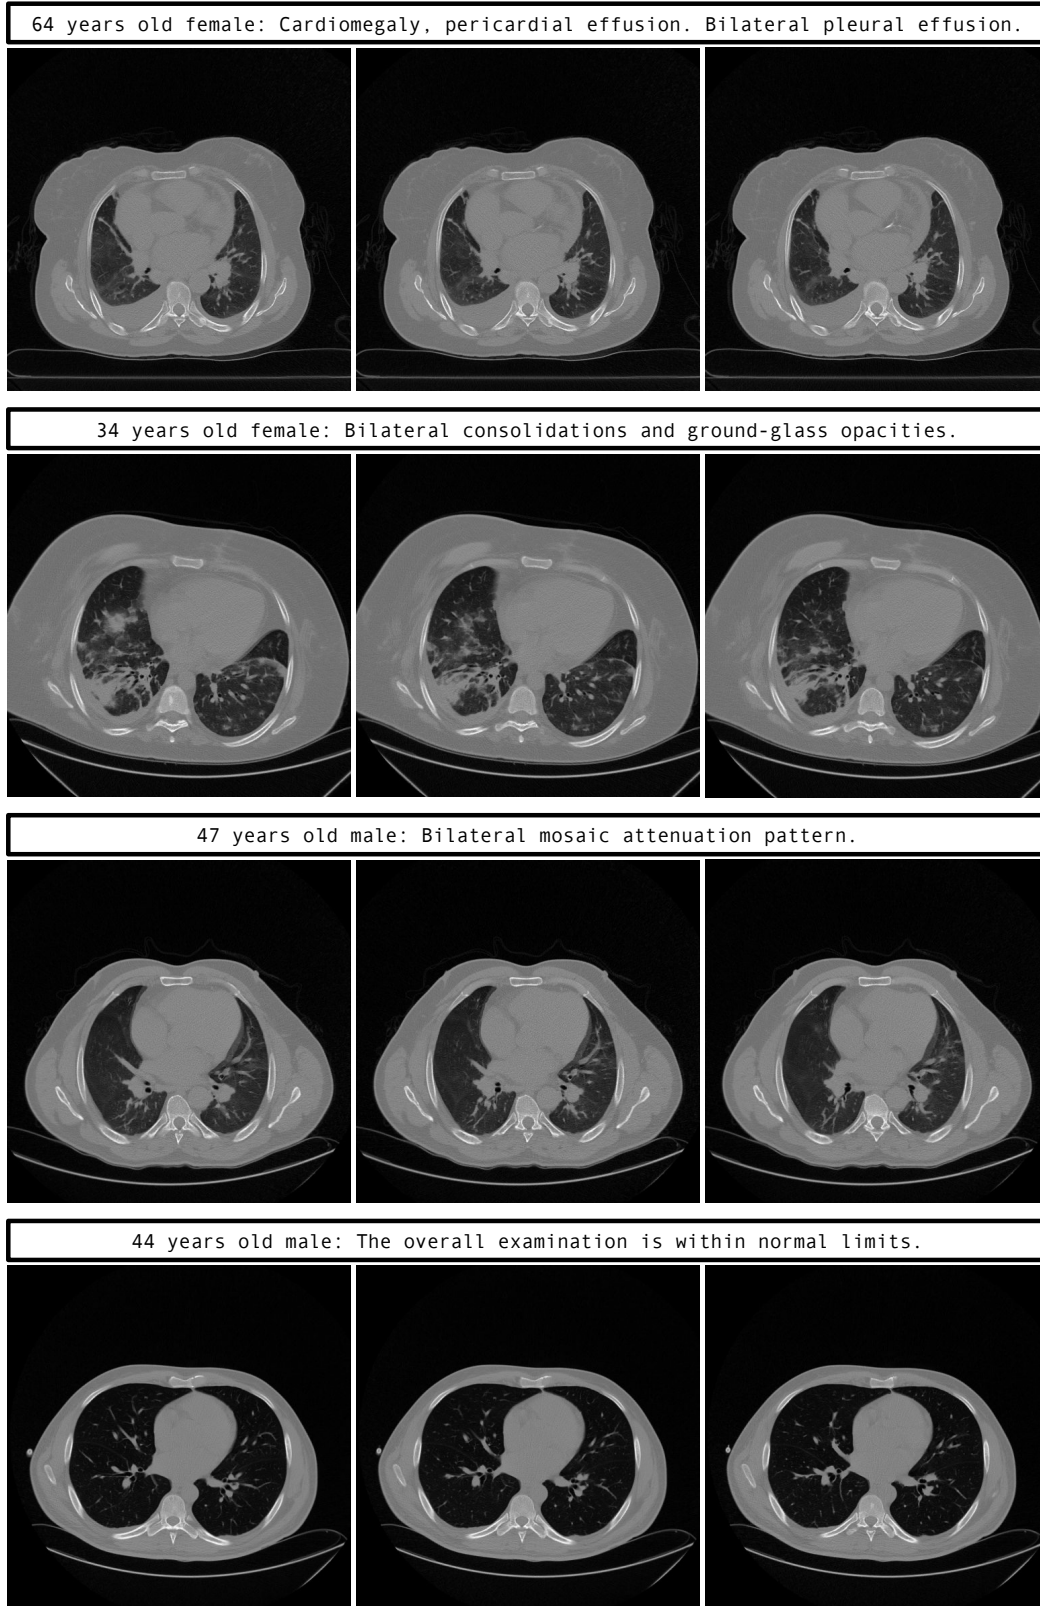 64 years old female: Cardiomegaly, pericardial effusion. Bilateral pleural effusion.
34 years old female: Bilateral consolidations and ground-glass opacities.
47 years old male: Bilateral mosaic attenuation pattern.
44 years old male: The overall examination is within normal limits.